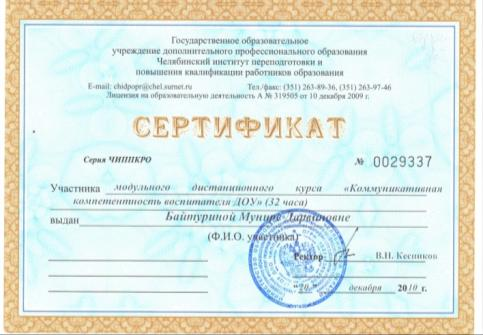 Государственное образовательное
учреждение дополнительного профессионального образования
Челябинский институт переподготовки и
повышения квалификации работников образования
E-mail: chidpopr@chel.surnet.ru Тел./факс: (351) 263-89-36, (351) 263-97-46
Лицензия на образовательную деятельность А № 319505 от 10 декабря 2009 г.
СЕРТИФИКАТ
Серия ЧИППКРО № 0029337
Участника модульного дистанционного курса «Коммуникативная
компетентность воспитателя ДОУ» (32 часа)
выдан Байтуриной Мунире
(Ф.И.О. участника)
Ректор В.Н. Кесников
декабря 2010 г.